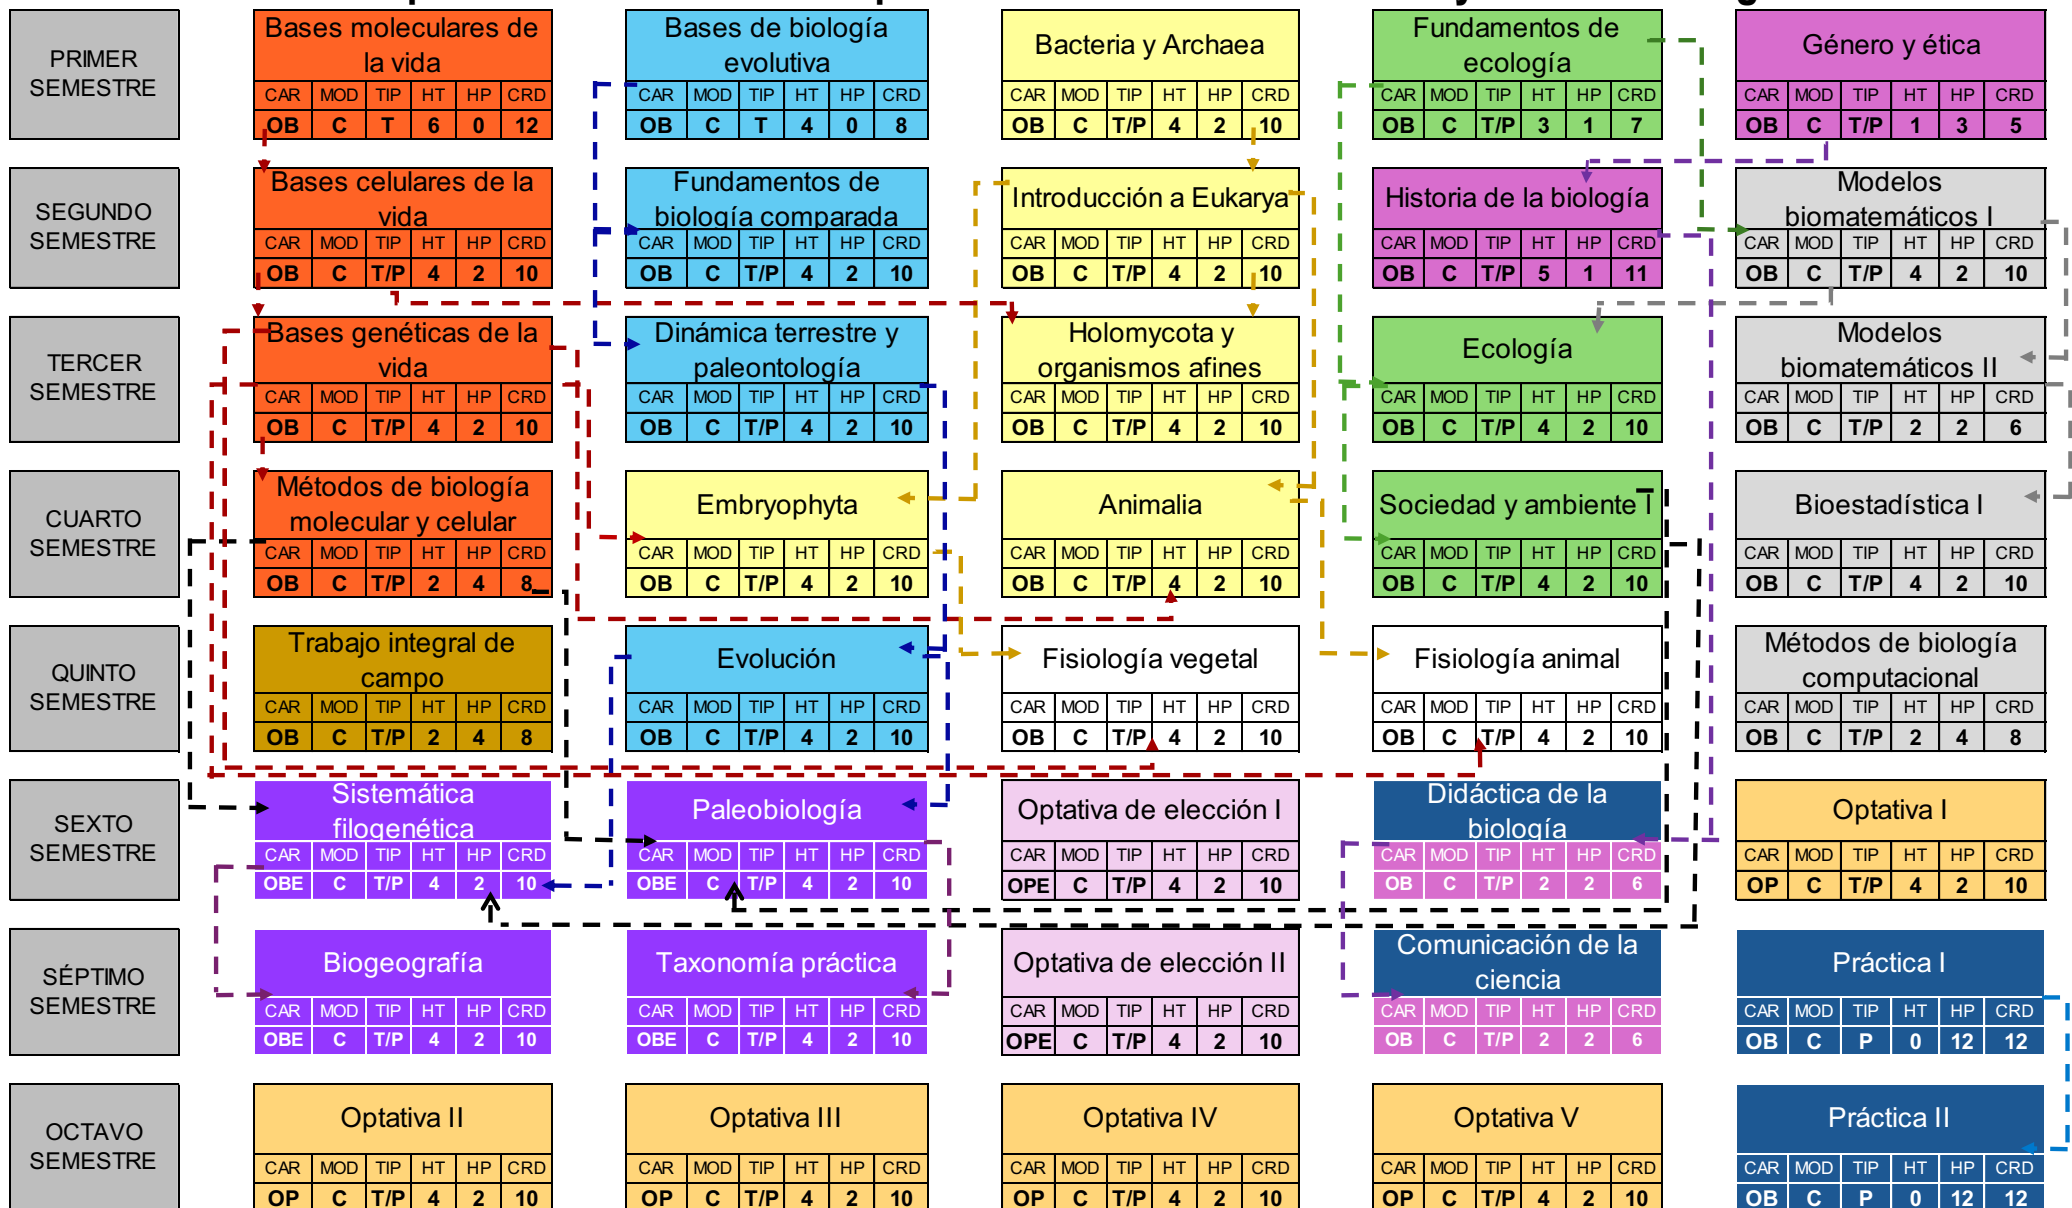 PRIMER
SEMESTRE
Bases moleculares de
la vida
CAR MOD TIP HT HP CRD
OB C T 6 0 12
Bases de biología
evolutiva
CAR MOD TIP HT HP CRD
OB C T 4 0 8
Bacteria y Archaea
CAR MOD TIP HT HP CRD
OB C T/P 4 2 10
Fundamentos de
ecología
CAR MOD TIP HT HP CRD
OB C T/P 3 1 7
Género y ética
CAR MOD TIP HT HP CRD
OB C T/P 1 3 5
SEGUNDO
SEMESTRE
Bases celulares de la
vida
CAR MOD TIP HT HP CRD
OB C T/P 4 2 10
Fundamentos de
biología comparada
CAR MOD TIP HT HP CRD
OB C T/P 4 2 10
Introducción a Eukarya
CAR MOD TIP HT HP CRD
OB C T/P 4 2 10
Historia de la biología
CAR MOD TIP HT HP CRD
OB C T/P 5 1 11
Modelos
biomatemáticos I
CAR MOD TIP HT HP CRD
OB C T/P 4 2 10
TERCER
SEMESTRE
Bases genéticas de la
vida
CAR MOD TIP HT HP CRD
OB C T/P 4 2 10
Dinámica terrestre y
paleontología
CAR MOD TIP HT HP CRD
OB C T/P 4 2 10
Holomycota y
organismos afines
CAR MOD TIP HT HP CRD
OB C T/P 4 2 10
Ecología
CAR MOD TIP HT HP CRD
OB C T/P 4 2 10
Modelos
biomatemáticos II
CAR MOD TIP HT HP CRD
OB C T/P 2 2 6
CUARTO
SEMESTRE
Métodos de biología
molecular y celular
CAR MOD TIP HT HP CRD
OB C T/P 2 4 8
Embryophyta
CAR MOD TIP HT HP CRD
OB C T/P 4 2 10
Animalia
CAR MOD TIP HT HP CRD
OB C T/P 4 2 10
Sociedad y ambiente I
CAR MOD TIP HT HP CRD
OB C T/P 4 2 10
Bioestadística I
CAR MOD TIP HT HP CRD
OB C T/P 4 2 10
QUINTO
SEMESTRE
Trabajo integral de
campo
CAR MOD TIP HT HP CRD
OB C T/P 2 4 8
Evolución
CAR MOD TIP HT HP CRD
OB C T/P 4 2 10
Fisiología vegetal
CAR MOD TIP HT HP CRD
OB C T/P 4 2 10
Fisiología animal
CAR MOD TIP HT HP CRD
OB C T/P 4 2 10
Métodos de biología
computacional
CAR MOD TIP HT HP CRD
OB C T/P 2 4 8
SEXTO
SEMESTRE
Sistemática
filogenética
CAR MOD TIP HT HP CRD
OBE C T/P 4 2 10
Paleobiología
CAR MOD TIP HT HP CRD
OBE C T/P 4 2 10
Optativa de elección I
CAR MOD TIP HT HP CRD
OPE C T/P 4 2 10
Didáctica de la
biología
CAR MOD TIP HT HP CRD
OB C T/P 2 2 6
Optativa I
CAR MOD TIP HT HP CRD
OP C T/P 4 2 10
SÉPTIMO
SEMESTRE
Biogeografía
CAR MOD TIP HT HP CRD
OBE C T/P 4 2 10
Taxonomía práctica
CAR MOD TIP HT HP CRD
OBE C T/P 4 2 10
Optativa de elección II
CAR MOD TIP HT HP CRD
OPE C T/P 4 2 10
Comunicación de la
ciencia
CAR MOD TIP HT HP CRD
OB C T/P 2 2 6
Práctica I
CAR MOD TIP HT HP CRD
OB C P 0 12 12
OCTAVO
SEMESTRE
Optativa II
CAR MOD TIP HT HP CRD
OP C T/P 4 2 10
Optativa III
CAR MOD TIP HT HP CRD
OP C T/P 4 2 10
Optativa IV
CAR MOD TIP HT HP CRD
OP C T/P 4 2 10
Optativa V
CAR MOD TIP HT HP CRD
OP C T/P 4 2 10
Práctica II
CAR MOD TIP HT HP CRD
OB C P 0 12 12